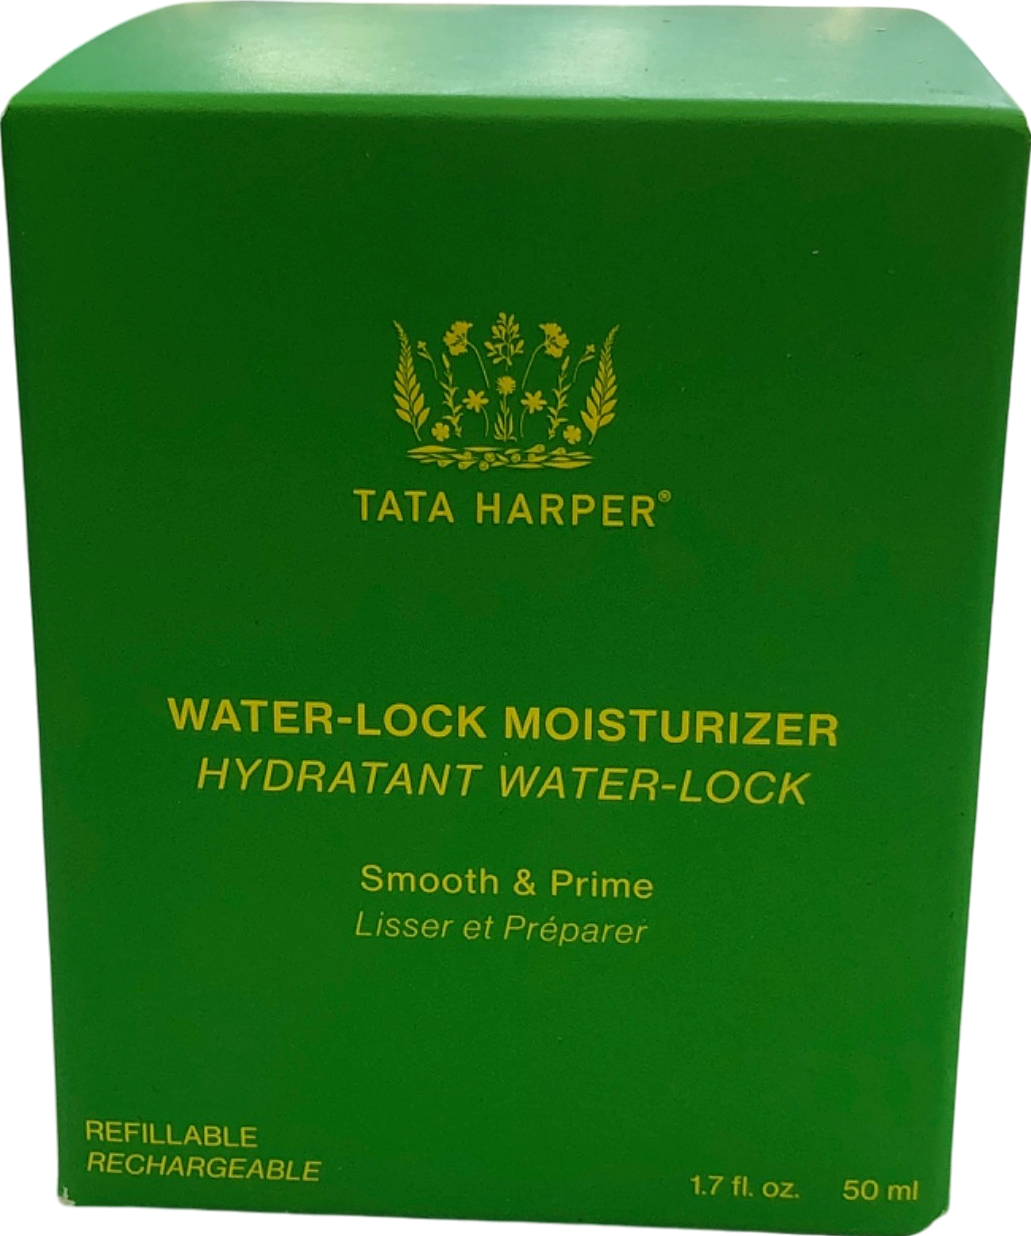 TATA HARPER®
WATER-LOCK MOISTURIZER
HYDRATANT WATER-LOCK
Smooth & Prime
Lisser et Préparer
REFILLABLE
RECHARGEABLE
1.7 fl. oz. 50 ml